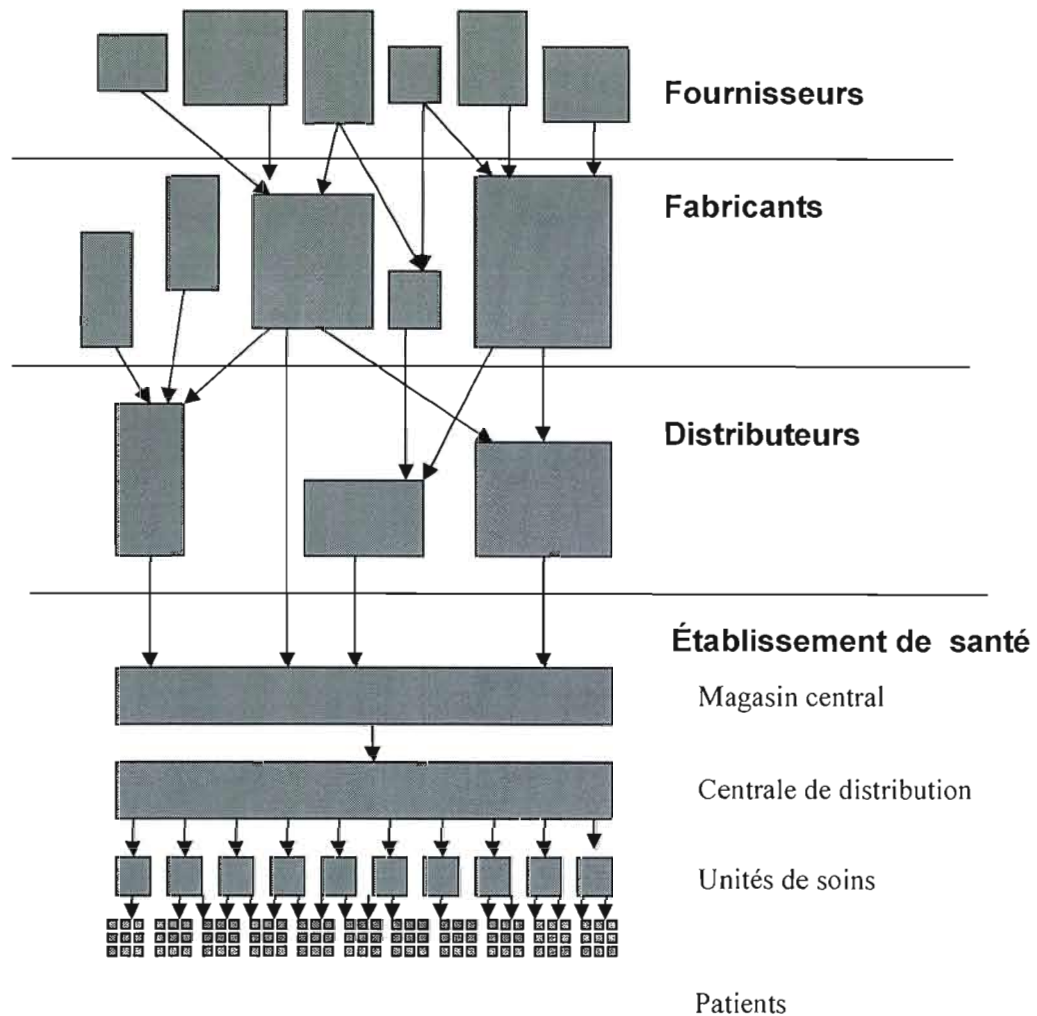 Fournisseurs
Fabricants
Distributeurs
Établissement de santé
Magasin central
Centrale de distribution
Unités de soins
Patients